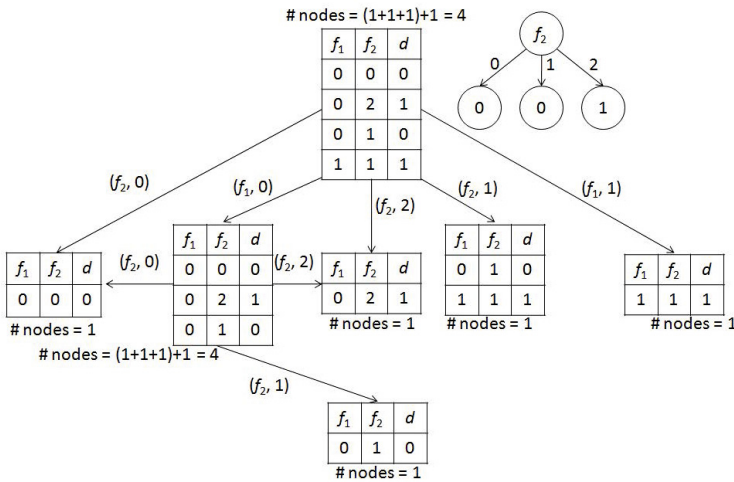 # nodes = (1+1+1)+1 = 4
f₁ f₂ d
0 0 0
0 2 1
0 1 0
1 1 1
f₂
0 1 2
0 0 1
(f₂, 0)
(f₁, 0)
(f₂, 2)
(f₂, 1)
(f₁, 1)
f₁ f₂ d
0 0 0
# nodes = 1
(f₂, 0)
f₁ f₂ d
0 0 0
0 2 1
0 1 0
# nodes = (1+1+1)+1 = 4
(f₂, 2)
f₁ f₂ d
0 2 1
# nodes = 1
f₁ f₂ d
0 1 0
1 1 1
# nodes = 1
f₁ f₂ d
1 1 1
# nodes = 1
(f₂, 1)
f₁ f₂ d
0 1 0
# nodes = 1